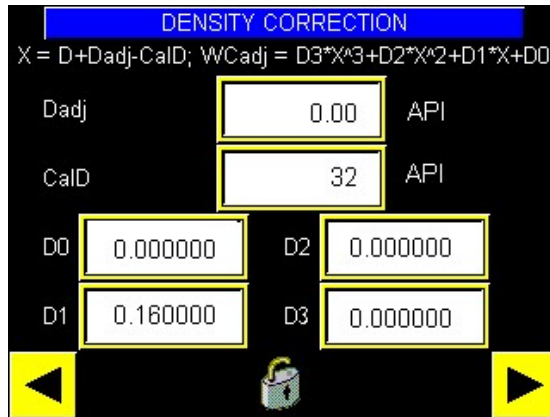 DENSITY CORRECTION
X = D+Dadj-CalD; WCadj = D3*X^3+D2*X^2+D1*X+D0
Dadj 0.00 API
CalD 32 API
D0 0.000000 D2 0.000000
D1 0.160000 D3 0.000000